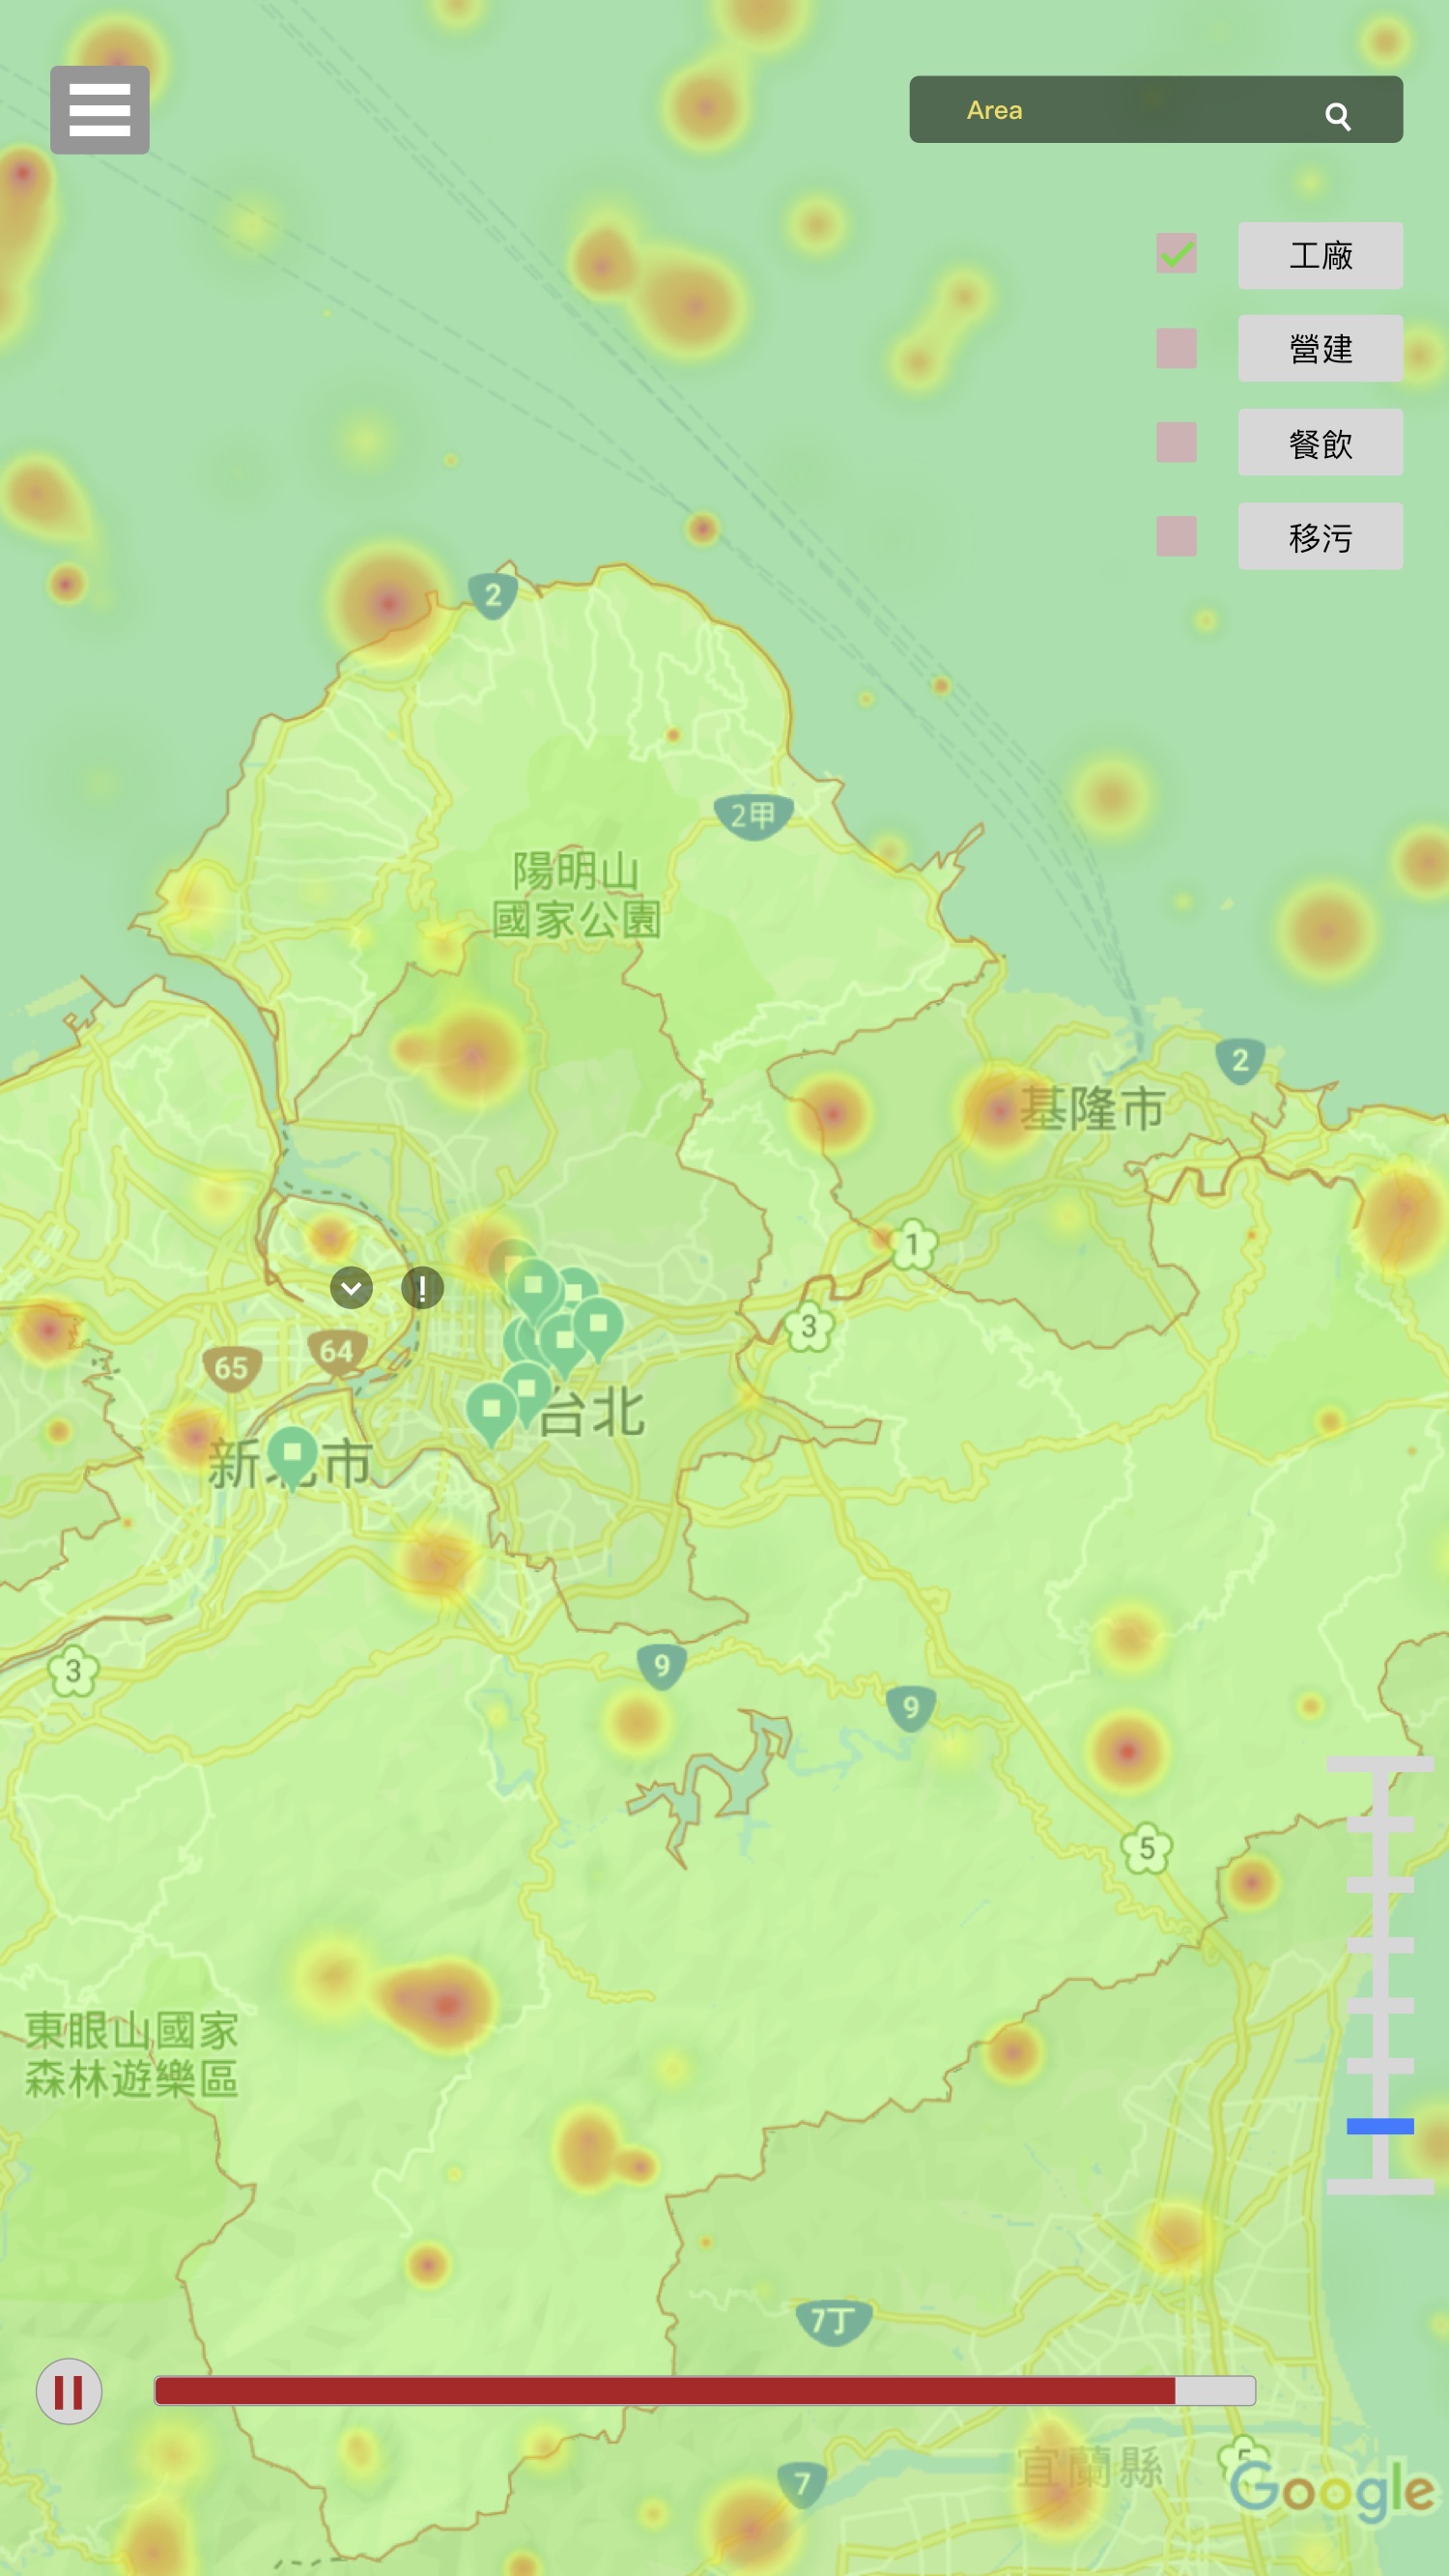 Area
工廠
營建
餐飲
移污
2
2甲
陽明山
國家公園
2
基隆市
1
3
64
65
台北
新北市
3
9
9
5
東眼山國家
森林遊樂區
7丁
宜蘭縣
5
7
Google